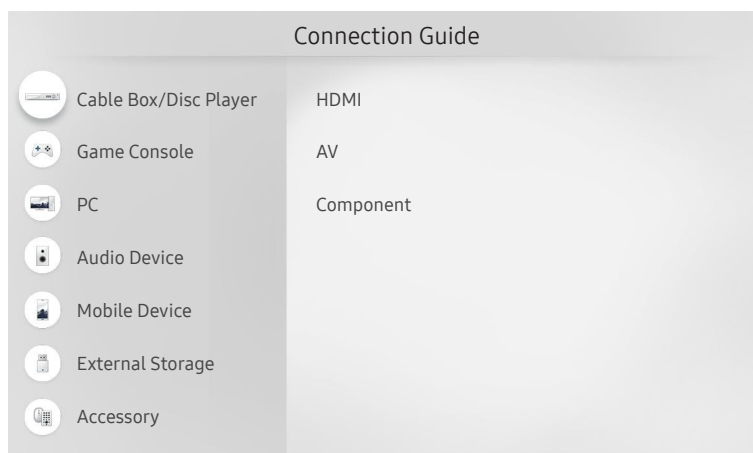 Connection Guide
Cable Box/Disc Player
Game Console
PC
Audio Device
Mobile Device
External Storage
Accessory
HDMI
AV
Component